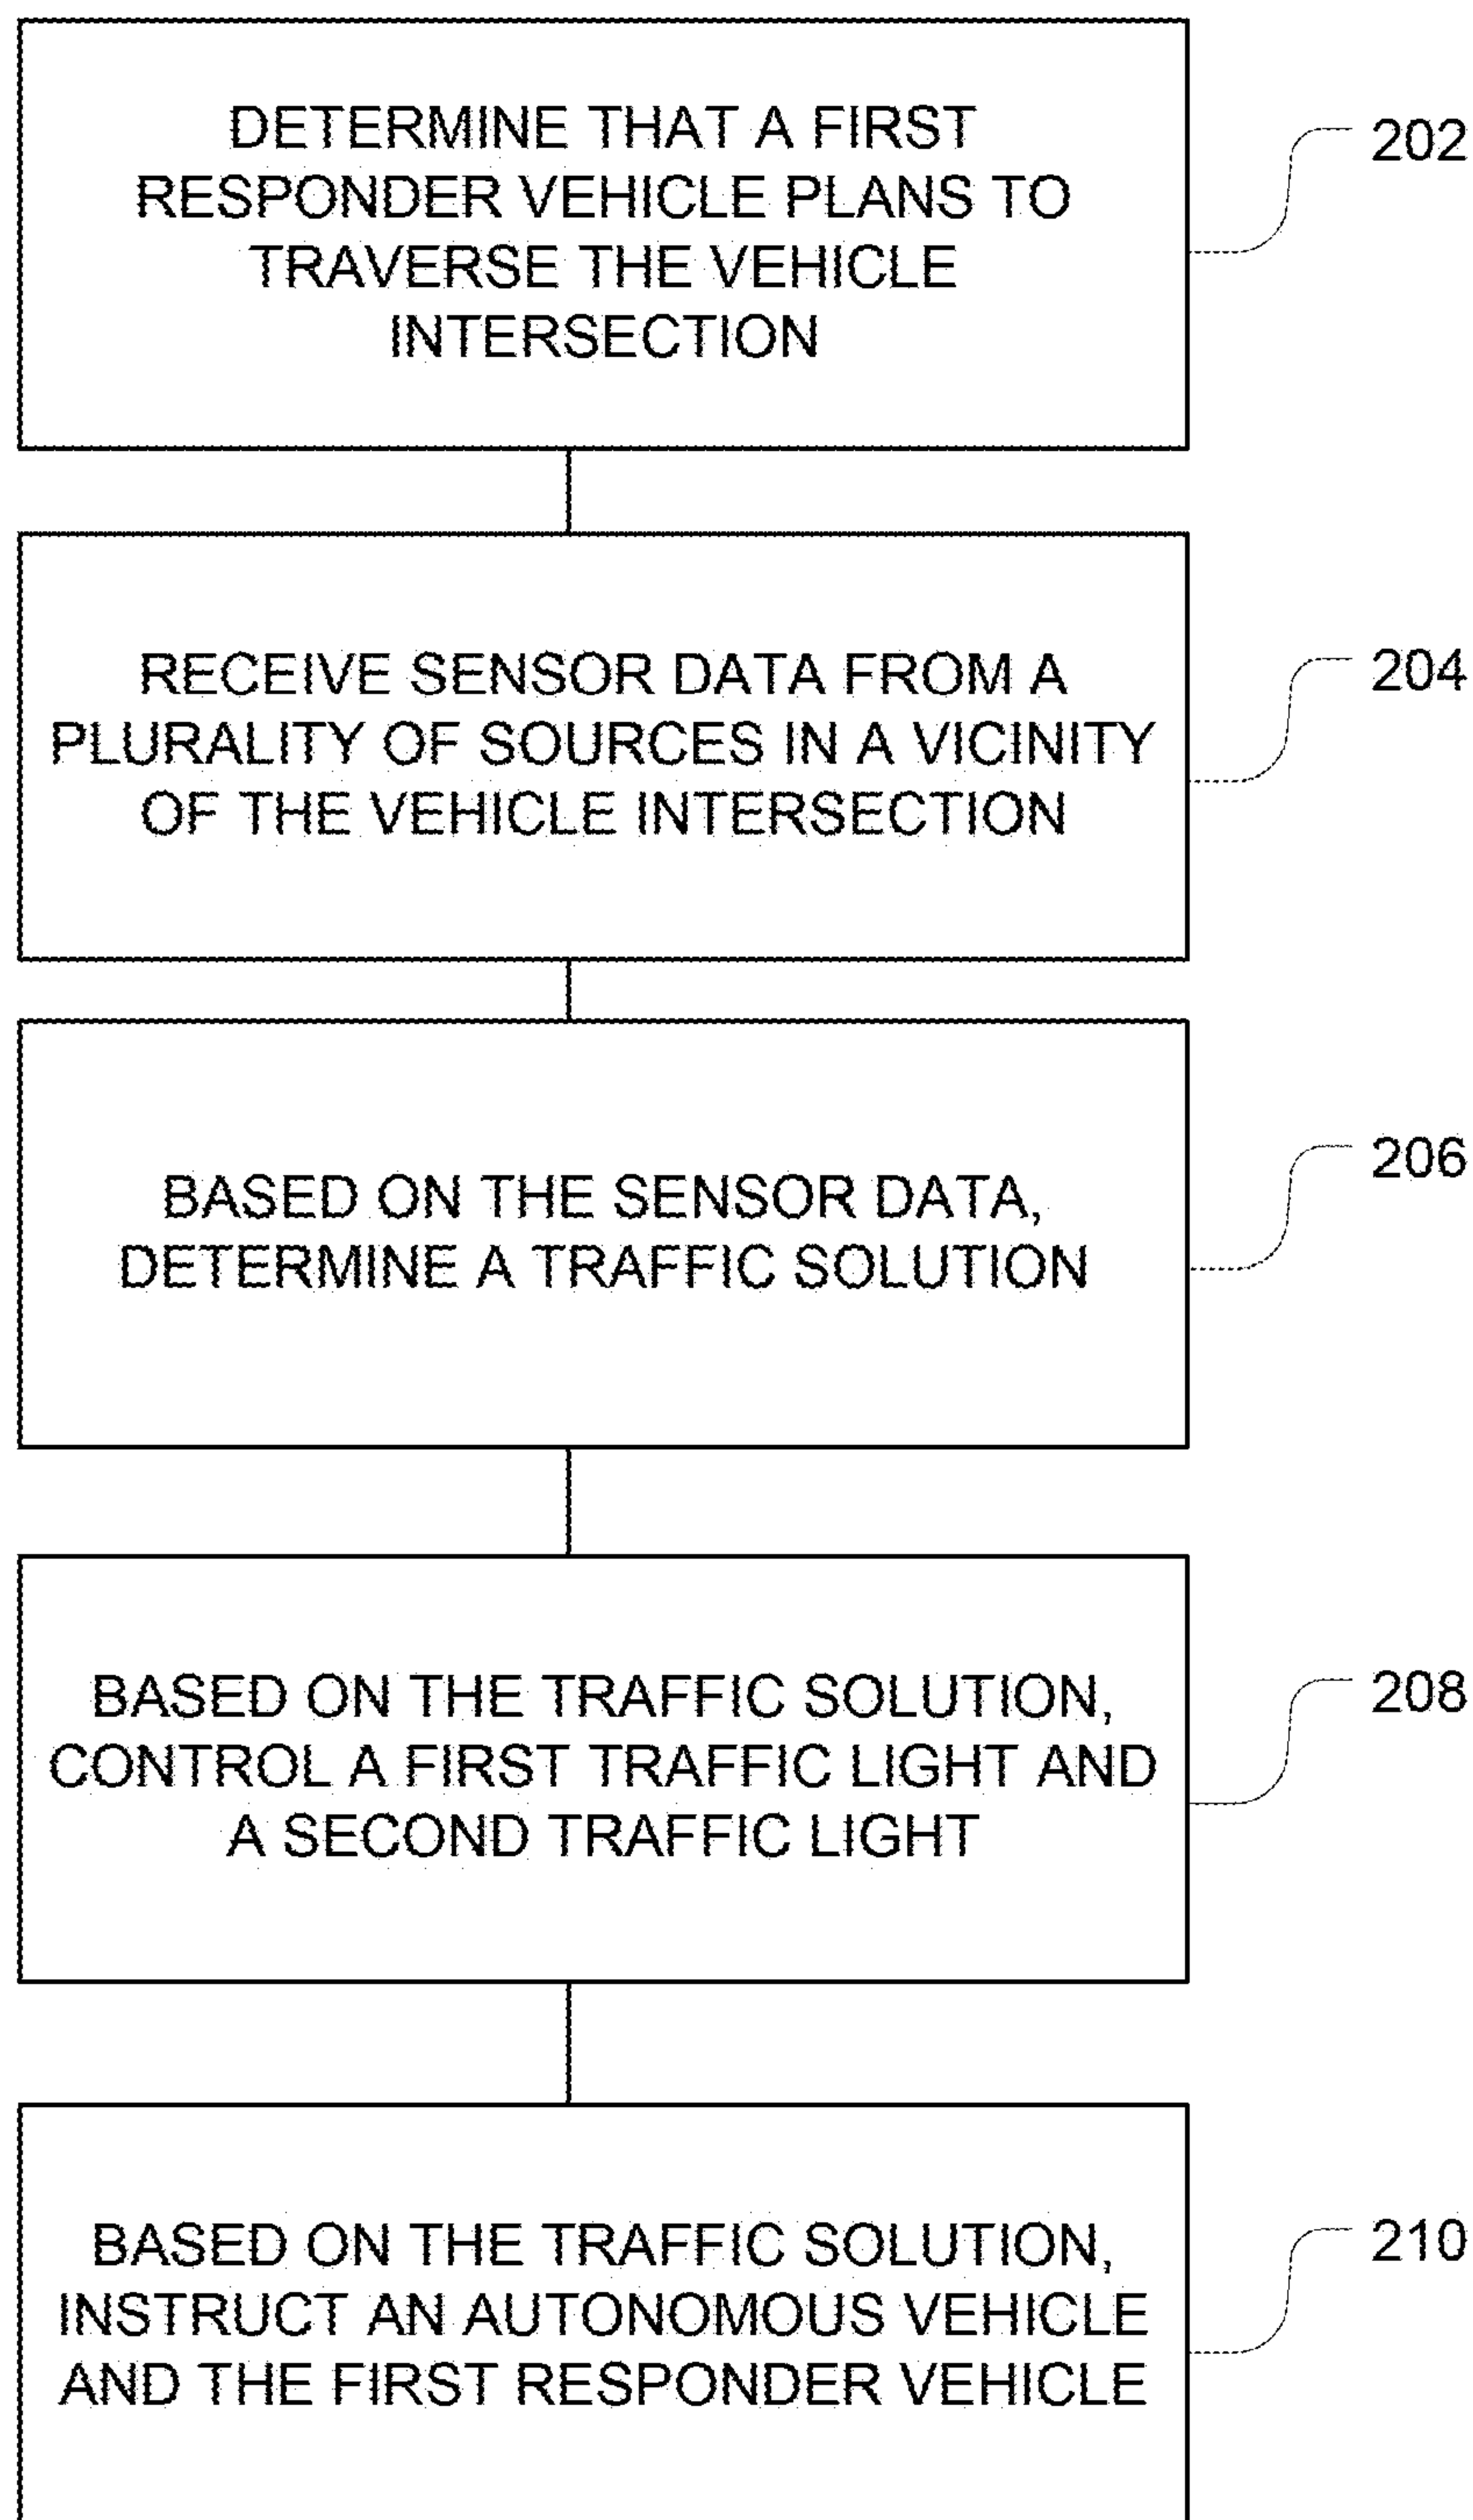 DETERMINE THAT A FIRST
RESPONDER VEHICLE PLANS TO
TRAVERSE THE VEHICLE
INTERSECTION
202
RECEIVE SENSOR DATA FROM A
PLURALITY OF SOURCES IN A VICINITY
OF THE VEHICLE INTERSECTION
204
BASED ON THE SENSOR DATA,
DETERMINE A TRAFFIC SOLUTION
206
BASED ON THE TRAFFIC SOLUTION,
CONTROL A FIRST TRAFFIC LIGHT AND
A SECOND TRAFFIC LIGHT
208
BASED ON THE TRAFFIC SOLUTION,
INSTRUCT AN AUTONOMOUS VEHICLE
AND THE FIRST RESPONDER VEHICLE
210